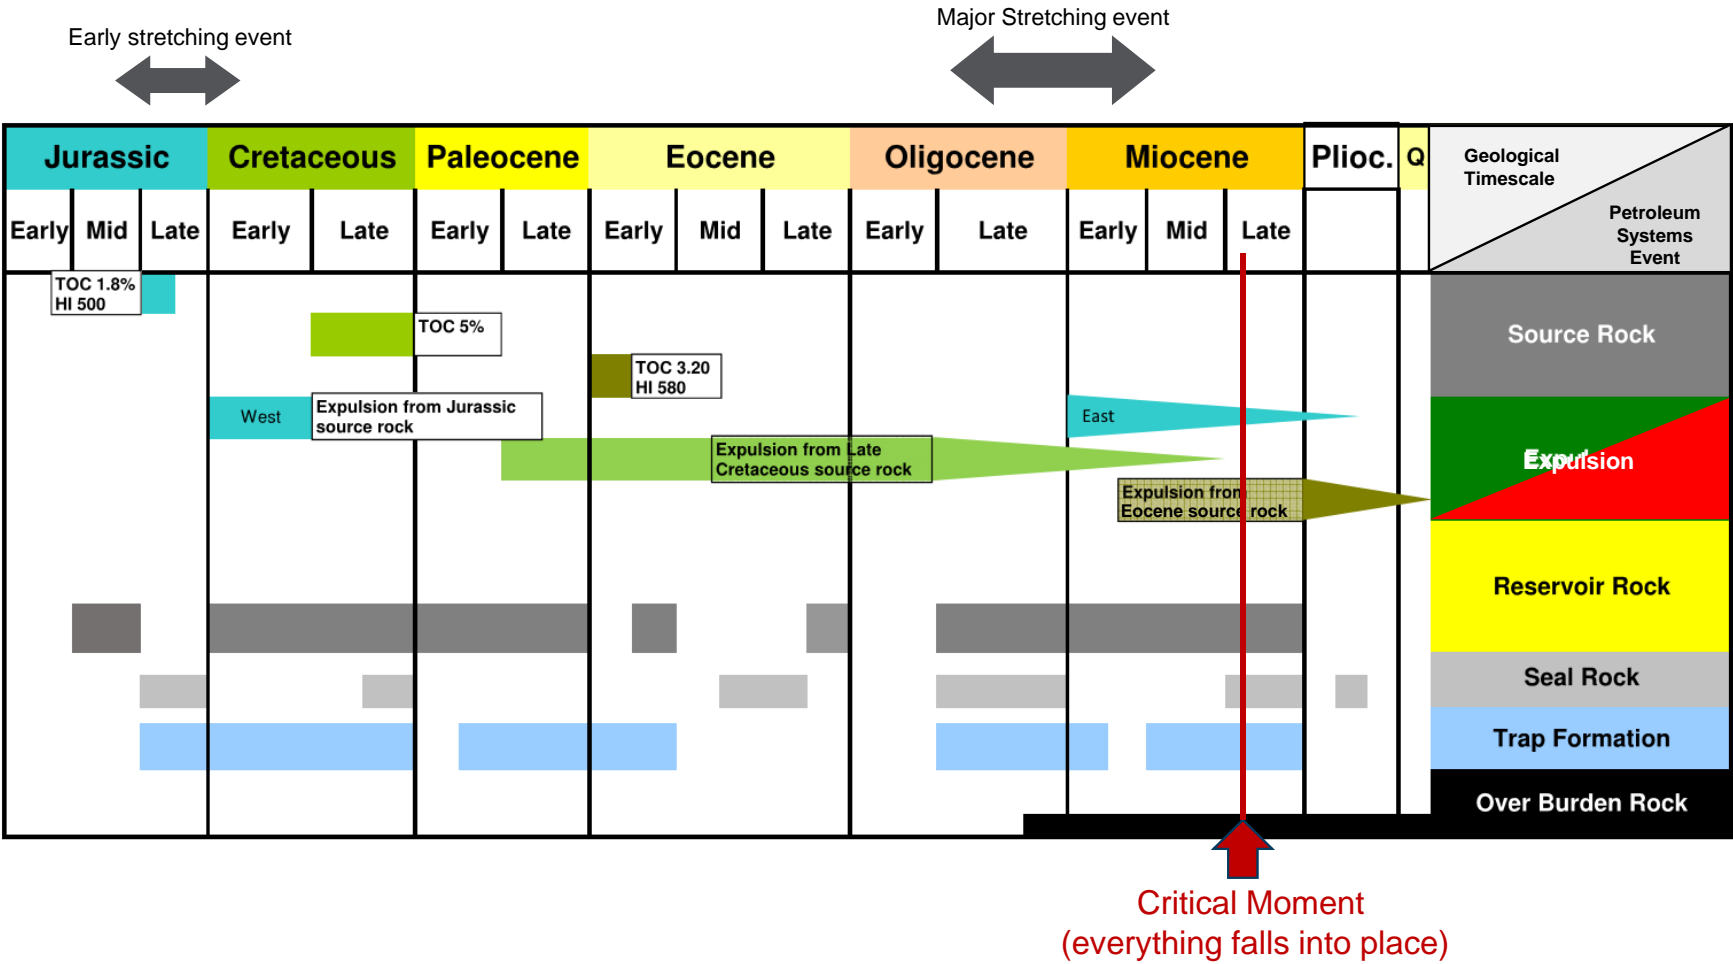 Early stretching event
Major Stretching event
Jurassic
Cretaceous
Paleocene
Eocene
Oligocene
Miocene
Plioc.
Q
Geological
Timescale
Petroleum
Systems
Event
Early
Mid
Late
Early
Late
Early
Late
Early
Mid
Late
Early
Late
Early
Mid
Late
TOC 1.8%
HI 500
TOC 5%
TOC 3.20
HI 580
Source Rock
West
Expulsion from Jurassic
source rock
East
Expulsion from Late
Cretaceous source rock
Expulsion from
Eocene source rock
Expulsion
Reservoir Rock
Seal Rock
Trap Formation
Over Burden Rock
Critical Moment
(everything falls into place)